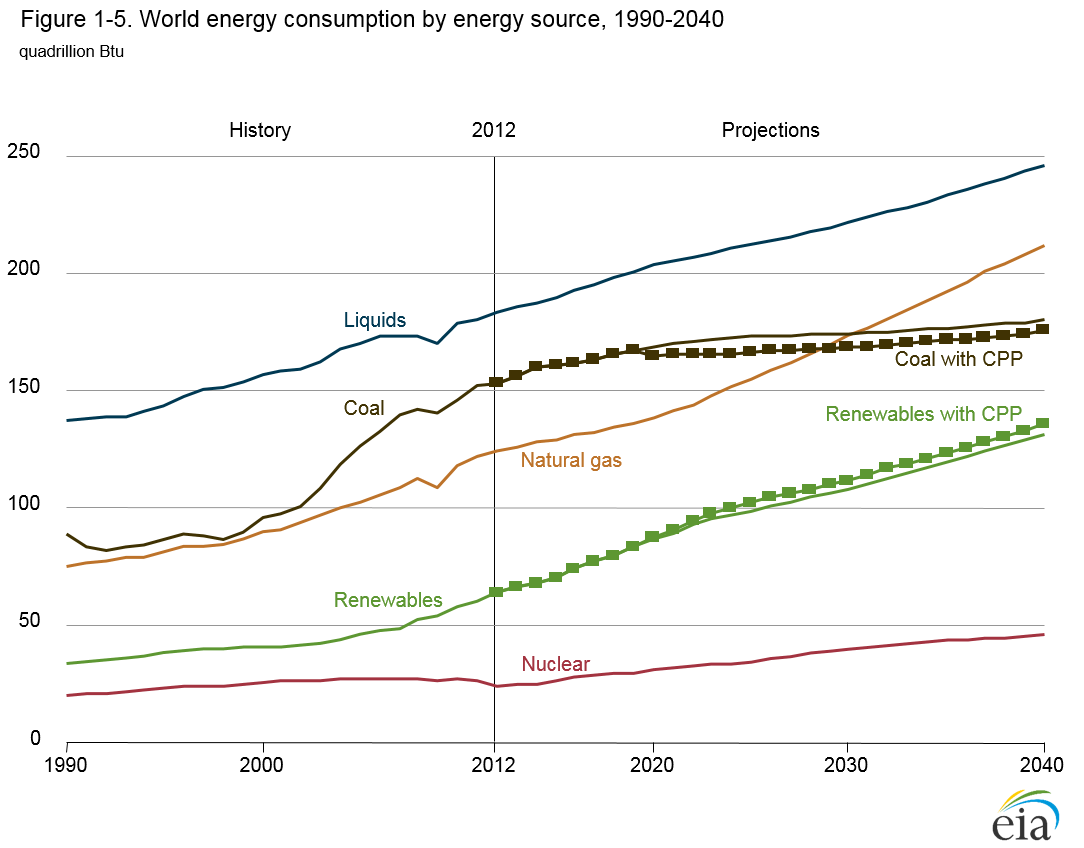 Figure 1-5. World energy consumption by energy source, 1990-2040
quadrillion Btu
History 2012 Projections
250
200
Liquids
Coal with CPP
150
Coal
Renewables with CPP
Natural gas
100
Renewables
50
Nuclear
0
1990 2000 2012 2020 2030 2040
eia